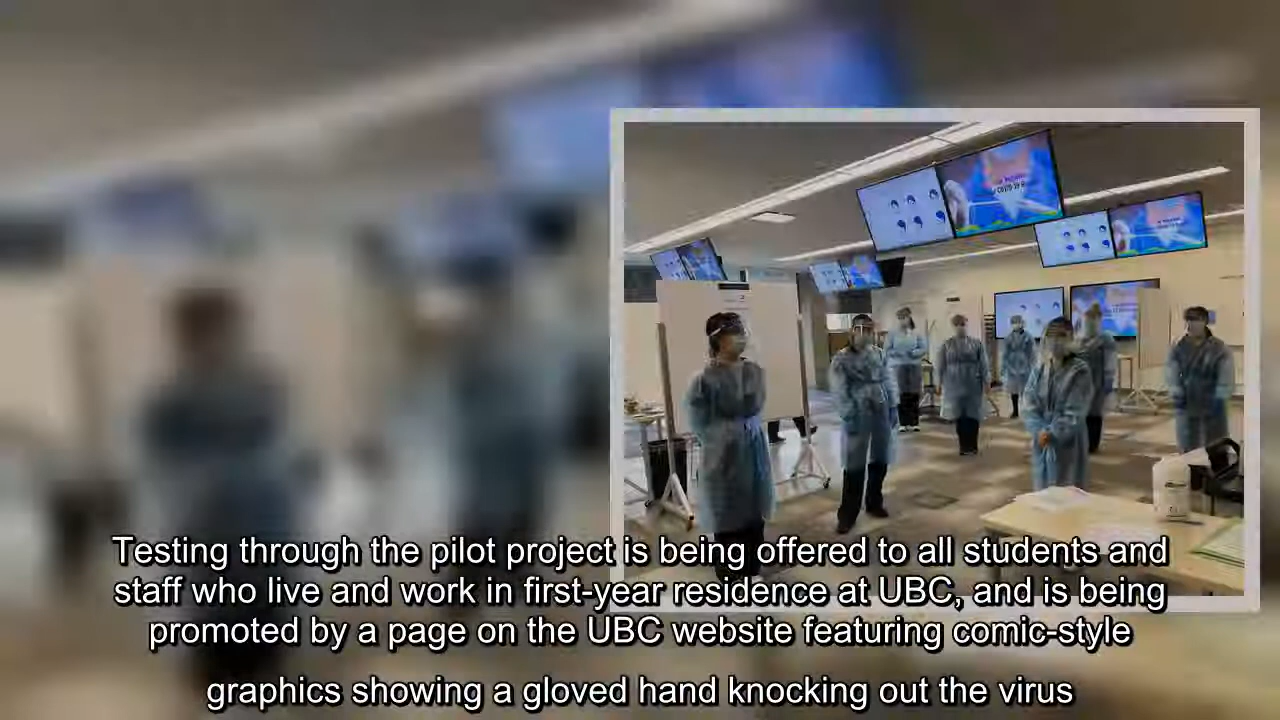 Testing through the pilot project is being offered to all students and
staff who live and work in first-year residence at UBC, and is being
promoted by a page on the UBC website featuring comic-style
graphics showing a gloved hand knocking out the virus